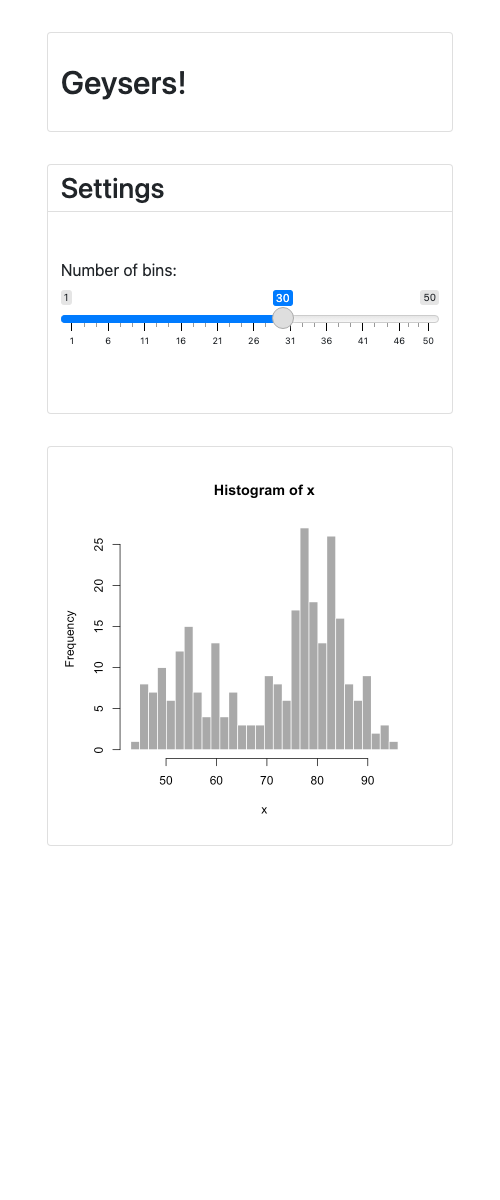 Geysers!
Settings
Number of bins:
1 30 50
1 6 11 16 21 26 31 36 41 46 50
Histogram of x
Frequency
25
20
15
10
5
0
50 60 70 80 90
x